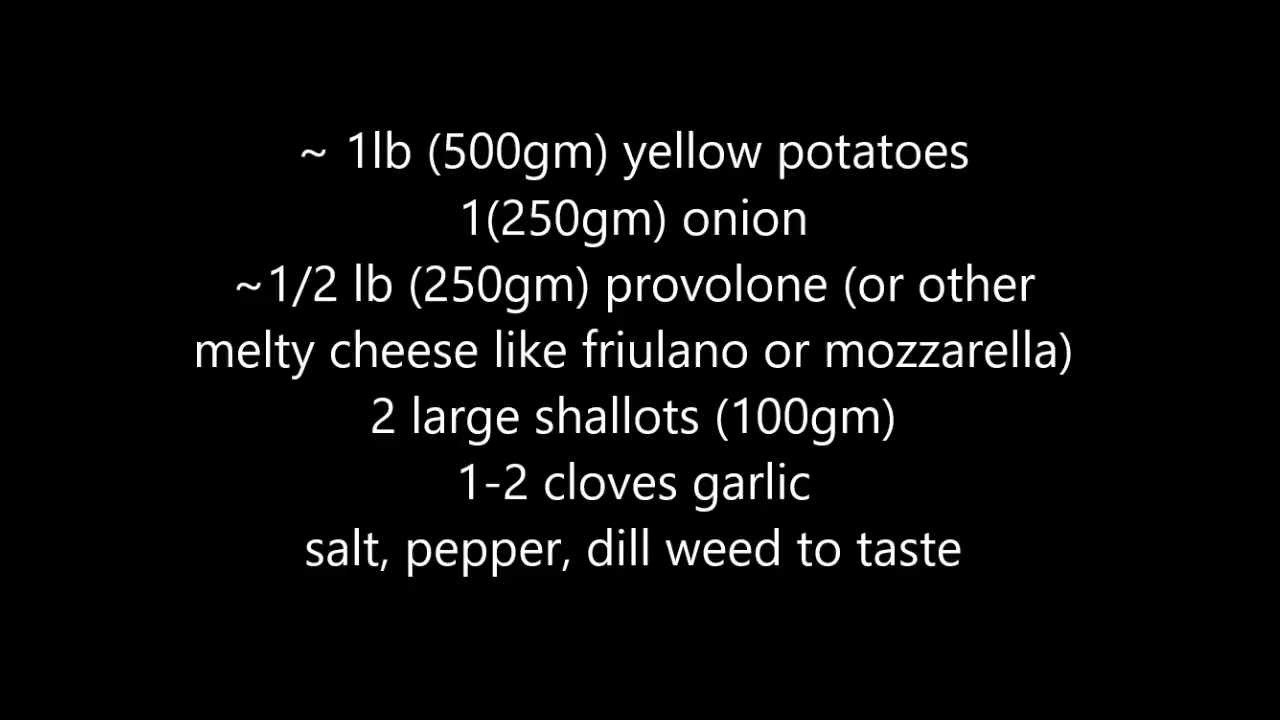 ~ 1lb (500gm) yellow potatoes
1(250gm) onion
~1/2 lb (250gm) provolone (or other
melty cheese like friulano or mozzarella)
2 large shallots (100gm)
1-2 cloves garlic
salt, pepper, dill weed to taste